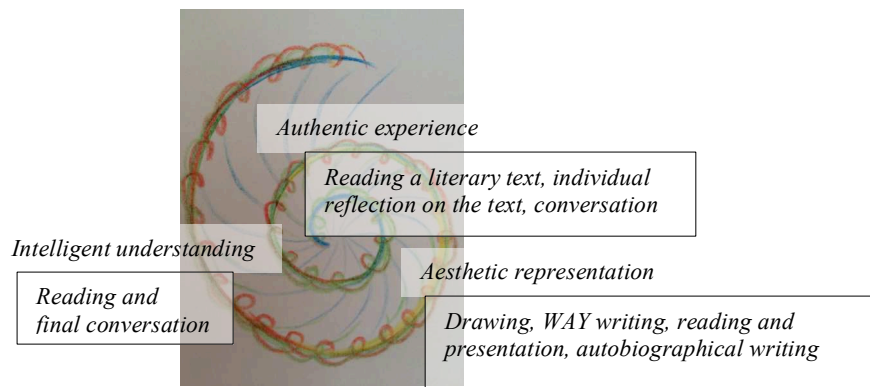 Authentic experience
Reading a literary text, individual
reflection on the text, conversation
Intelligent understanding
Reading and
final conversation
Aesthetic representation
Drawing, WAY writing, reading and
presentation, autobiographical writing